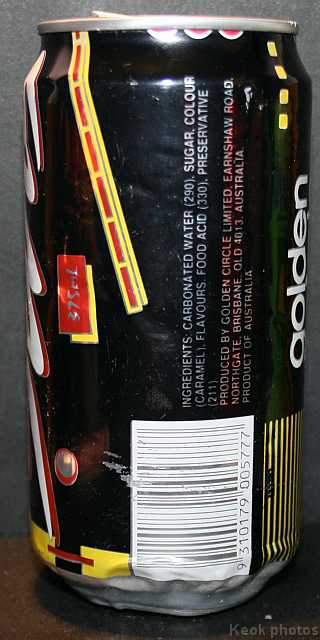 375mL
INGREDIENTS: CARBONATED WATER (290), SUGAR, COLOUR
(CARAMEL), FLAVOURS, FOOD ACID (330), PRESERVATIVE
(211)
PRODUCED BY GOLDEN CIRCLE LIMITED, EARNSHAW ROAD,
NORTHGATE, BRISBANE, QLD 4013, AUSTRALIA
PRODUCT OF AUSTRALIA
golden
9 310179 005777
Keok photos